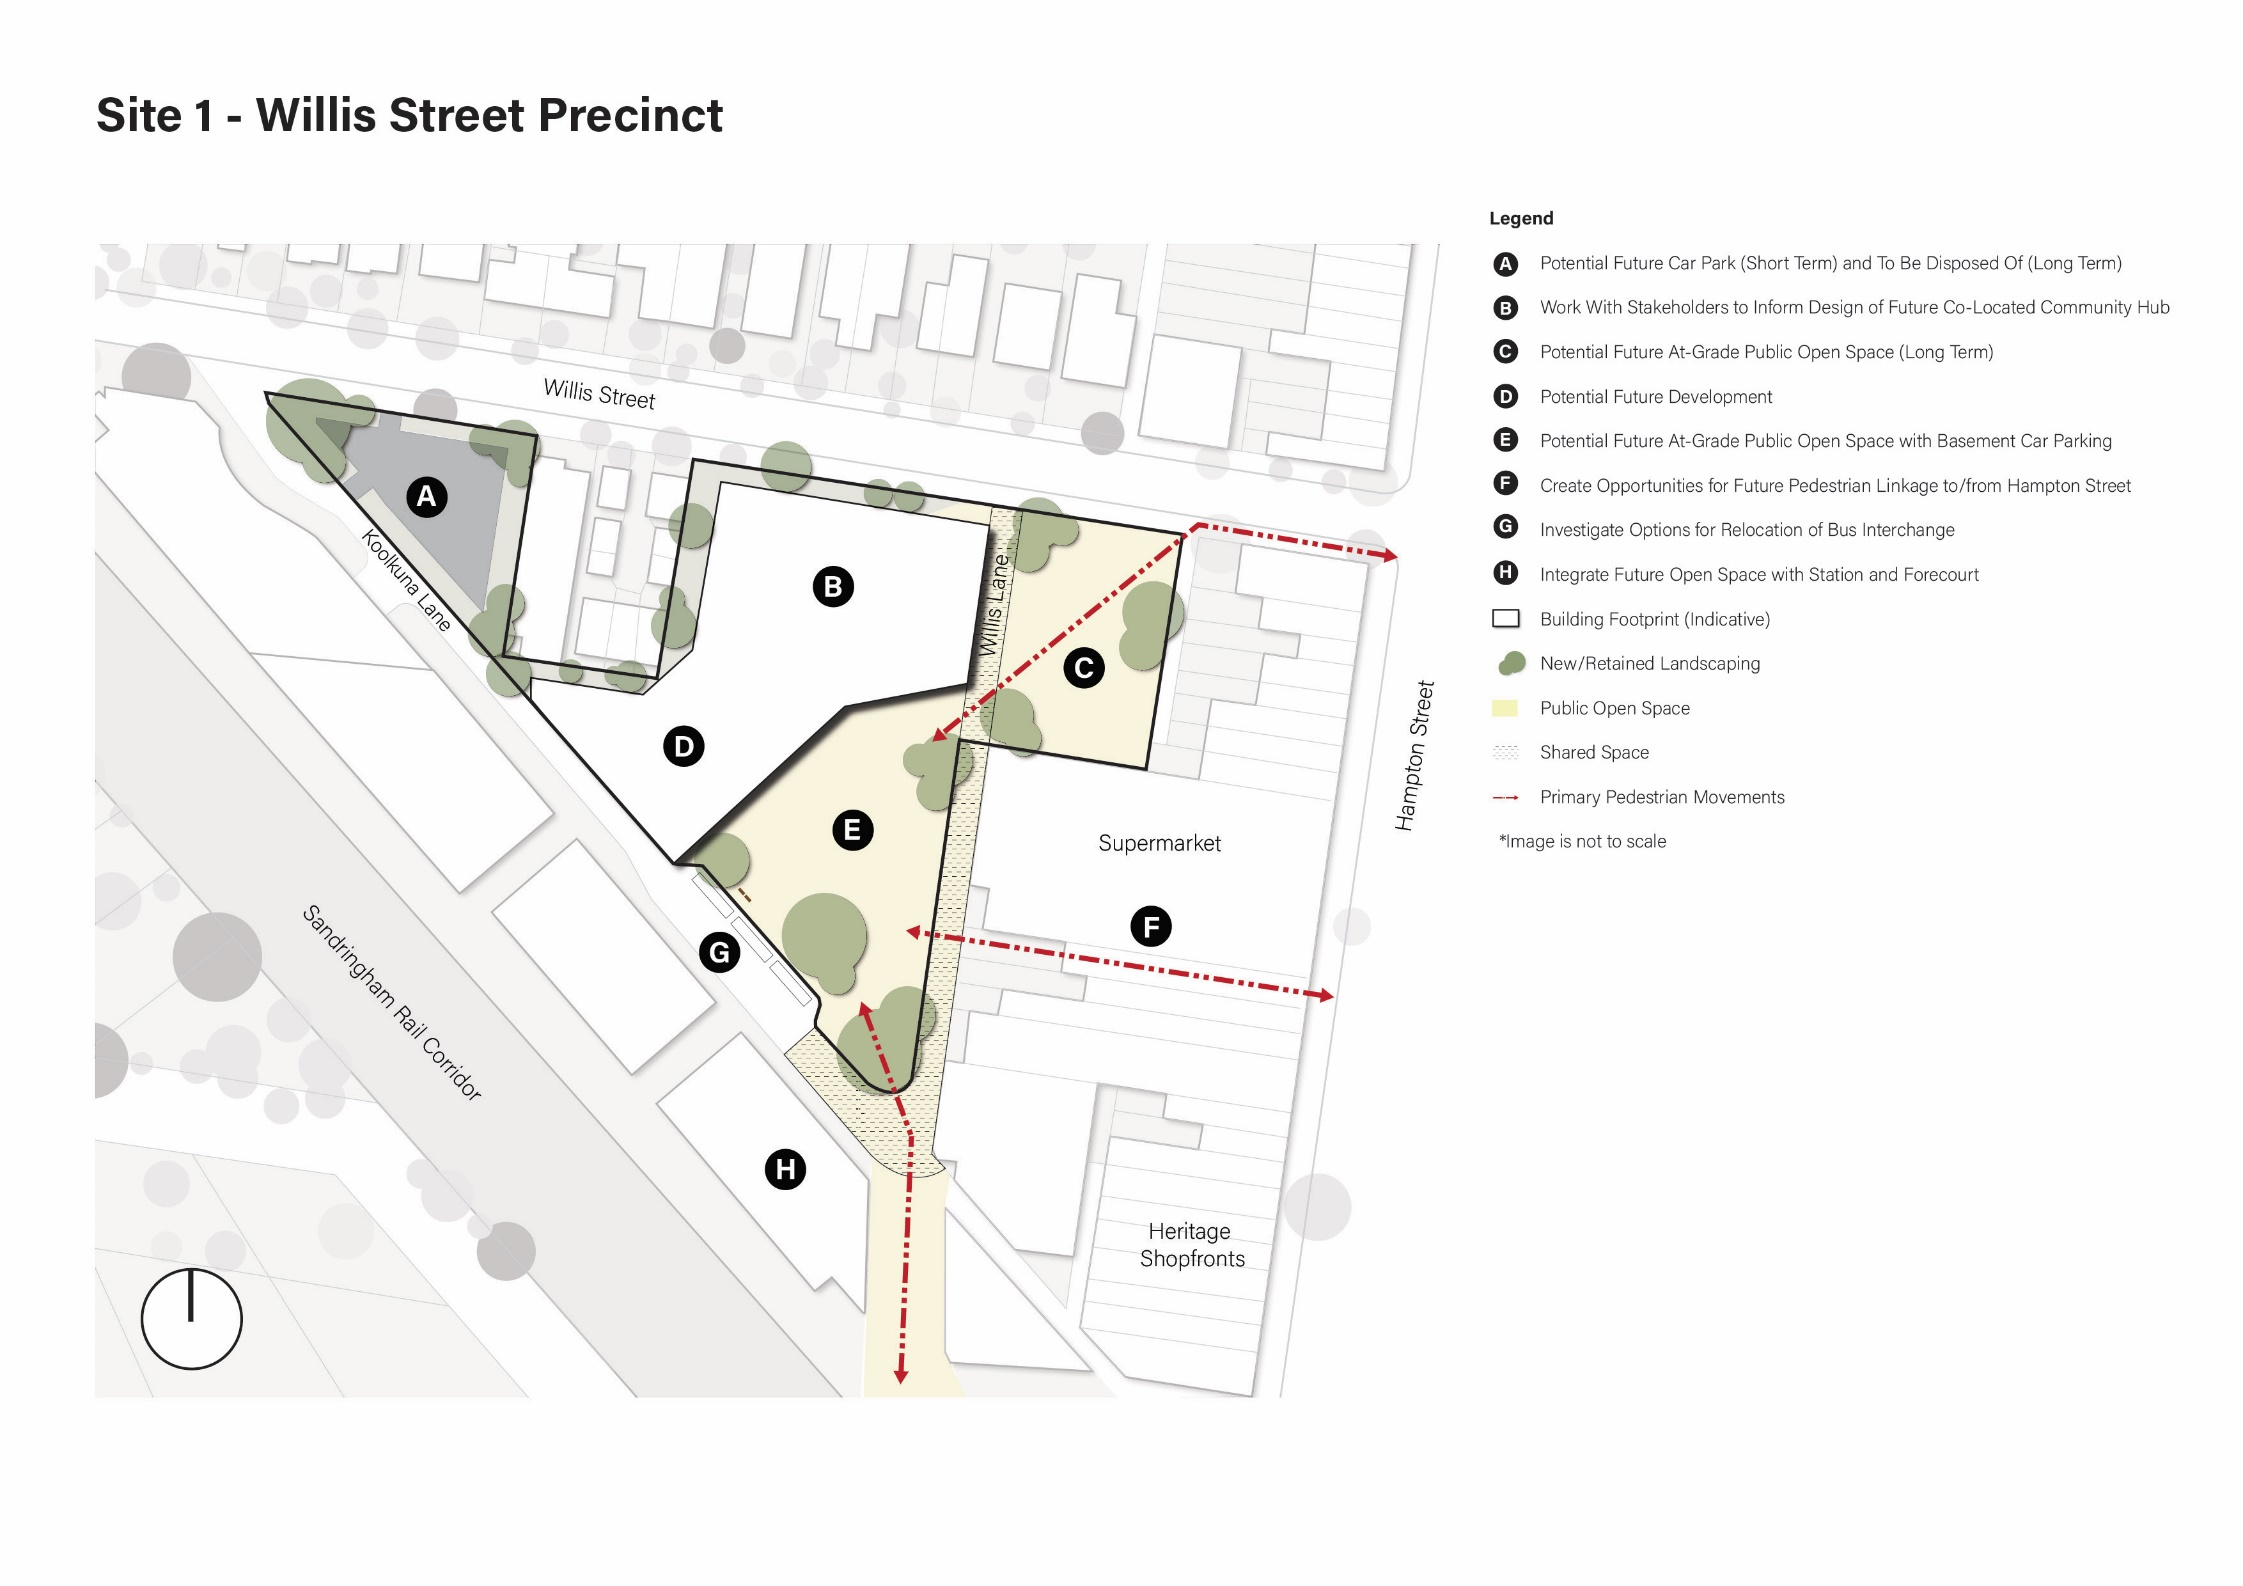 Site 1 - Willis Street Precinct
Legend
A Potential Future Car Park (Short Term) and To Be Disposed Of (Long Term)
B Work With Stakeholders to Inform Design of Future Co-Located Community Hub
C Potential Future At-Grade Public Open Space (Long Term)
D Potential Future Development
E Potential Future At-Grade Public Open Space with Basement Car Parking
F Create Opportunities for Future Pedestrian Linkage to/from Hampton Street
G Investigate Options for Relocation of Bus Interchange
H Integrate Future Open Space with Station and Forecourt
Building Footprint (Indicative)
New/Retained Landscaping
Public Open Space
Shared Space
Primary Pedestrian Movements
*Image is not to scale
Willis Street
A
Koolkuna Lane
B
Willis Lane
C
D
Hampton Street
E
Supermarket
F
G
Sandringham Rail Corridor
H
Heritage
Shopfronts